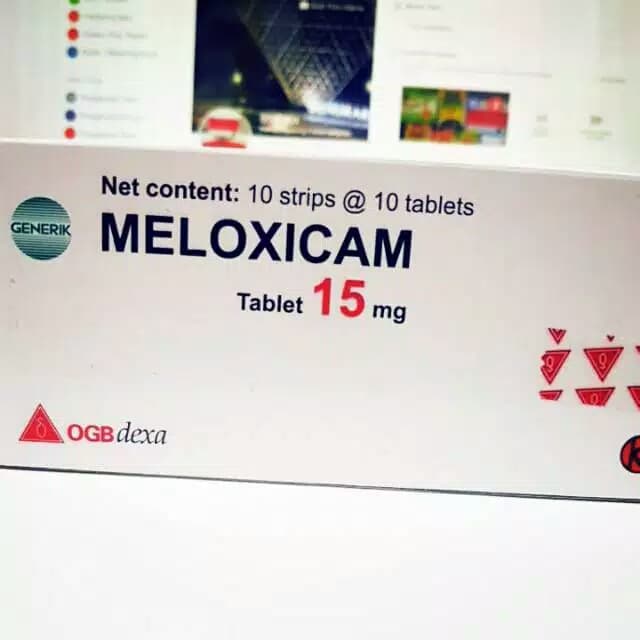 Net content: 10 strips @ 10 tablets
GENERIK
MELOXICAM
Tablet 15 mg
OGB dexa
K